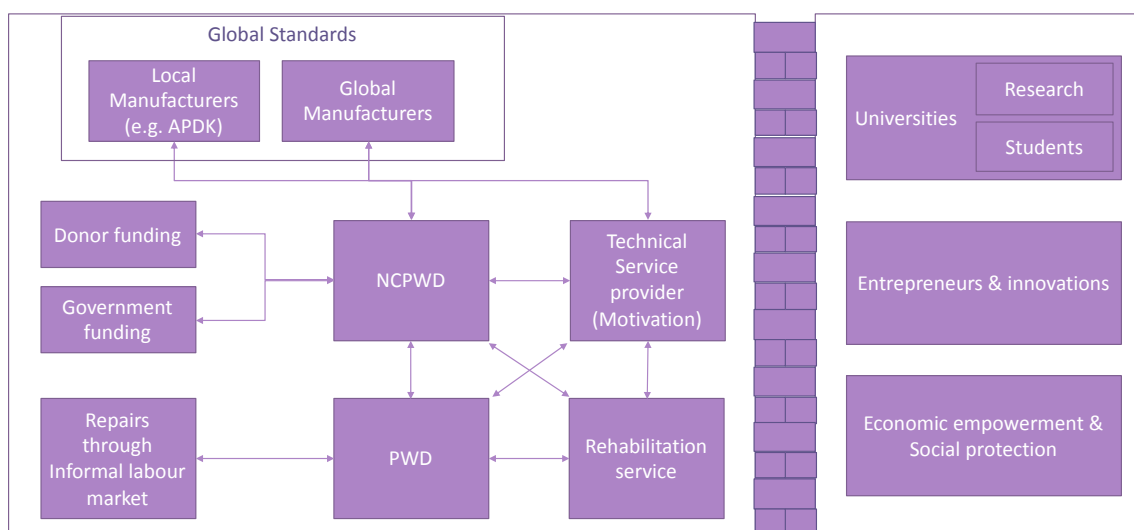 Global Standards
Local
Manufacturers
(e.g. APDK)
Global
Manufacturers
Donor funding
Government
funding
NCPWD
Technical
Service
provider
(Motivation)
Repairs
through
Informal labour
market
PWD
Rehabilitation
service
Universities
Research
Students
Entrepreneurs & innovations
Economic empowerment &
Social protection